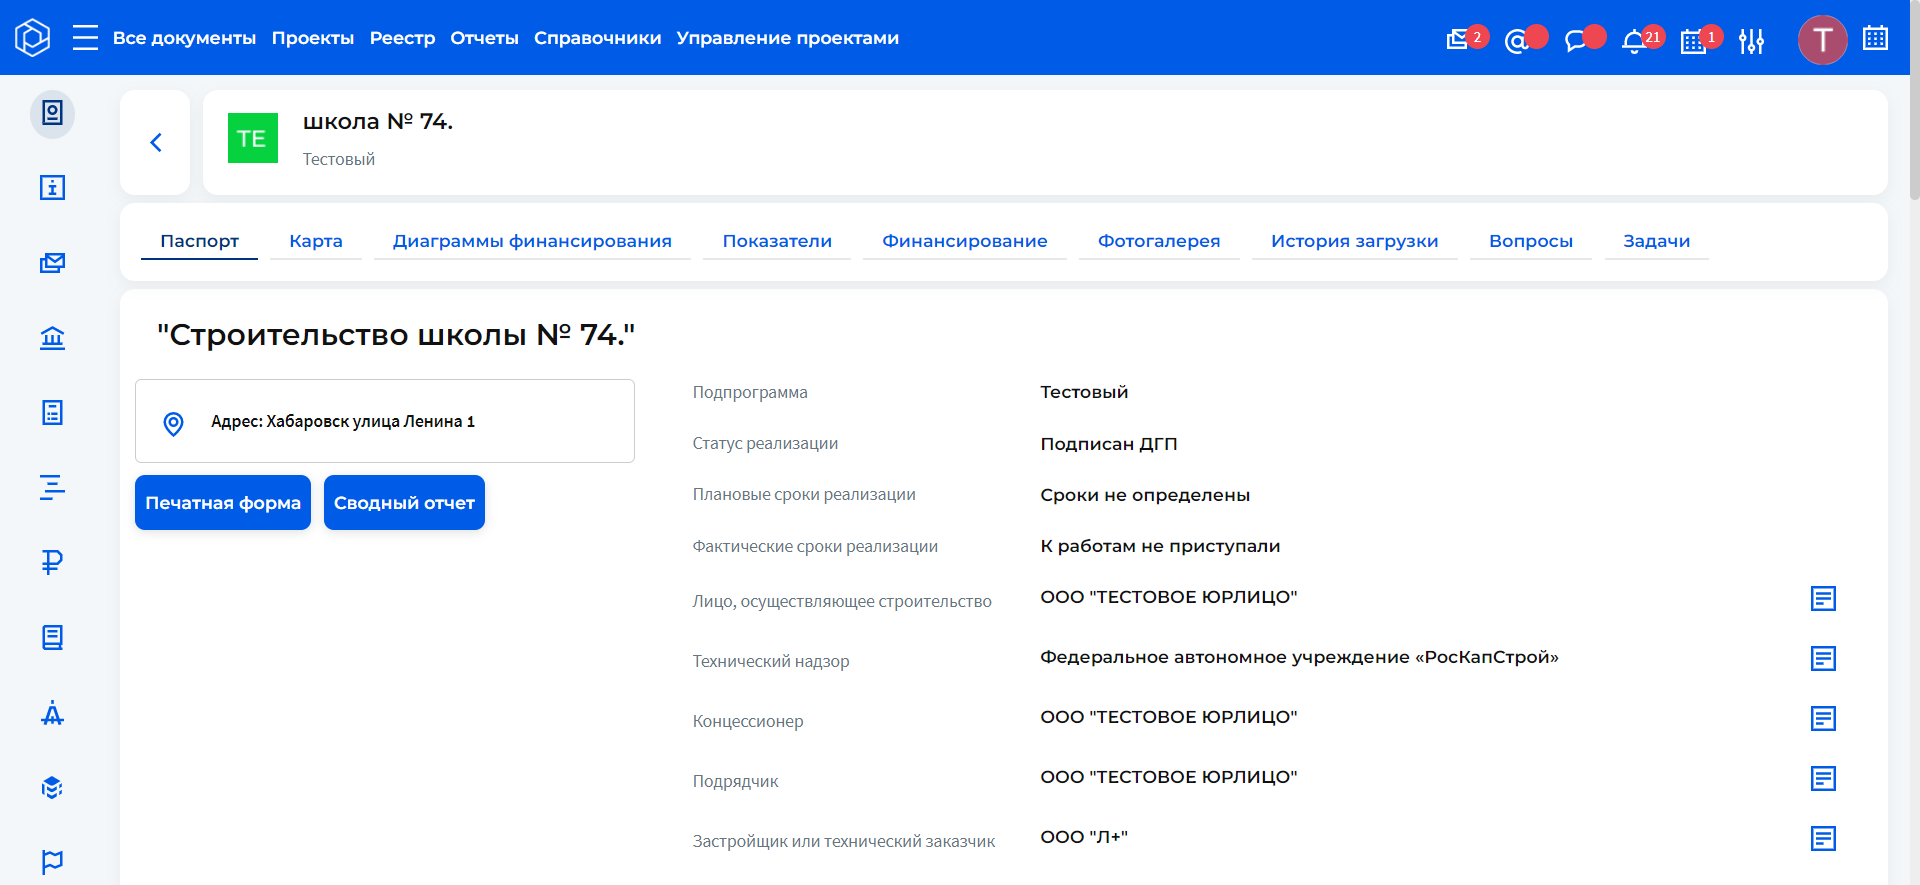 Все документы Проекты Реестр Отчеты Справочники Управление проектами 2 21 1 T
TE
школа № 74.
Тестовый
Паспорт Карта Диаграммы финансирования Показатели Финансирование Фотогалерея История загрузки Вопросы Задачи
"Строительство школы № 74."
Адрес: Хабаровск улица Ленина 1
Печатная форма Сводный отчет
Подпрограмма Тестовый
Статус реализации Подписан ДГП
Плановые сроки реализации Сроки не определены
Фактические сроки реализации К работам не приступали
Лицо, осуществляющее строительство ООО "ТЕСТОВОЕ ЮРЛИЦО"
Технический надзор Федеральное автономное учреждение «РосКапСтрой»
Концессионер ООО "ТЕСТОВОЕ ЮРЛИЦО"
Подрядчик ООО "ТЕСТОВОЕ ЮРЛИЦО"
Застройщик или технический заказчик ООО "Л+"